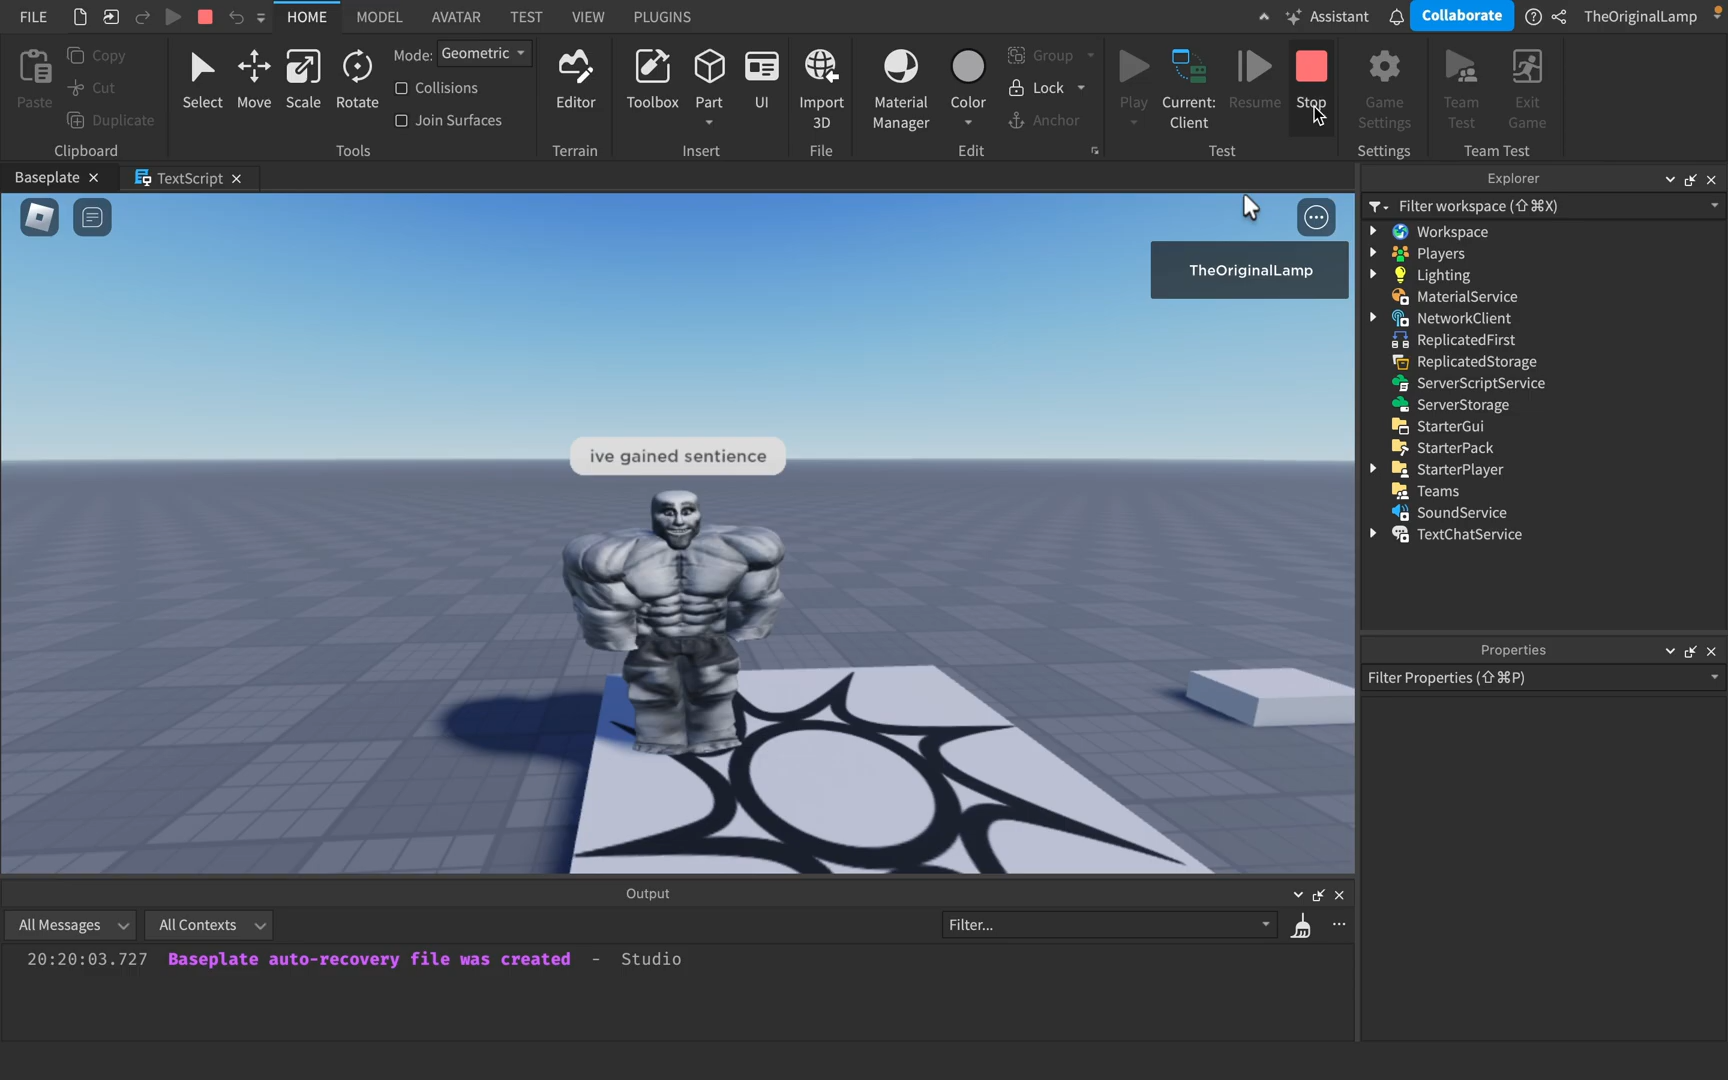 FILE HOME MODEL AVATAR TEST VIEW PLUGINS Assistant Collaborate TheOriginalLamp
Paste
Copy
Cut
Duplicate
Clipboard
Select Move Scale Rotate
Mode: Geometric
Collisions
Join Surfaces
Tools
Editor
Terrain
Toolbox Part UI
Insert
Import
3D
File
Material
Manager
Color
Group
Lock
Anchor
Edit
Play
Current:
Client
Resume
Stop
Test
Game
Settings
Settings
Team
Test
Exit
Game
Team Test
Baseplate TextScript
TheOriginalLamp
ive gained sentience
Explorer
Filter workspace (⇧⌘X)
Workspace
Players
Lighting
MaterialService
NetworkClient
ReplicatedFirst
ReplicatedStorage
ServerScriptService
ServerStorage
StarterGui
StarterPack
StarterPlayer
Teams
SoundService
TextChatService
Properties
Filter Properties (⇧⌘P)
Output
All Messages All Contexts Filter...
20:20:03.727 Baseplate auto-recovery file was created - Studio